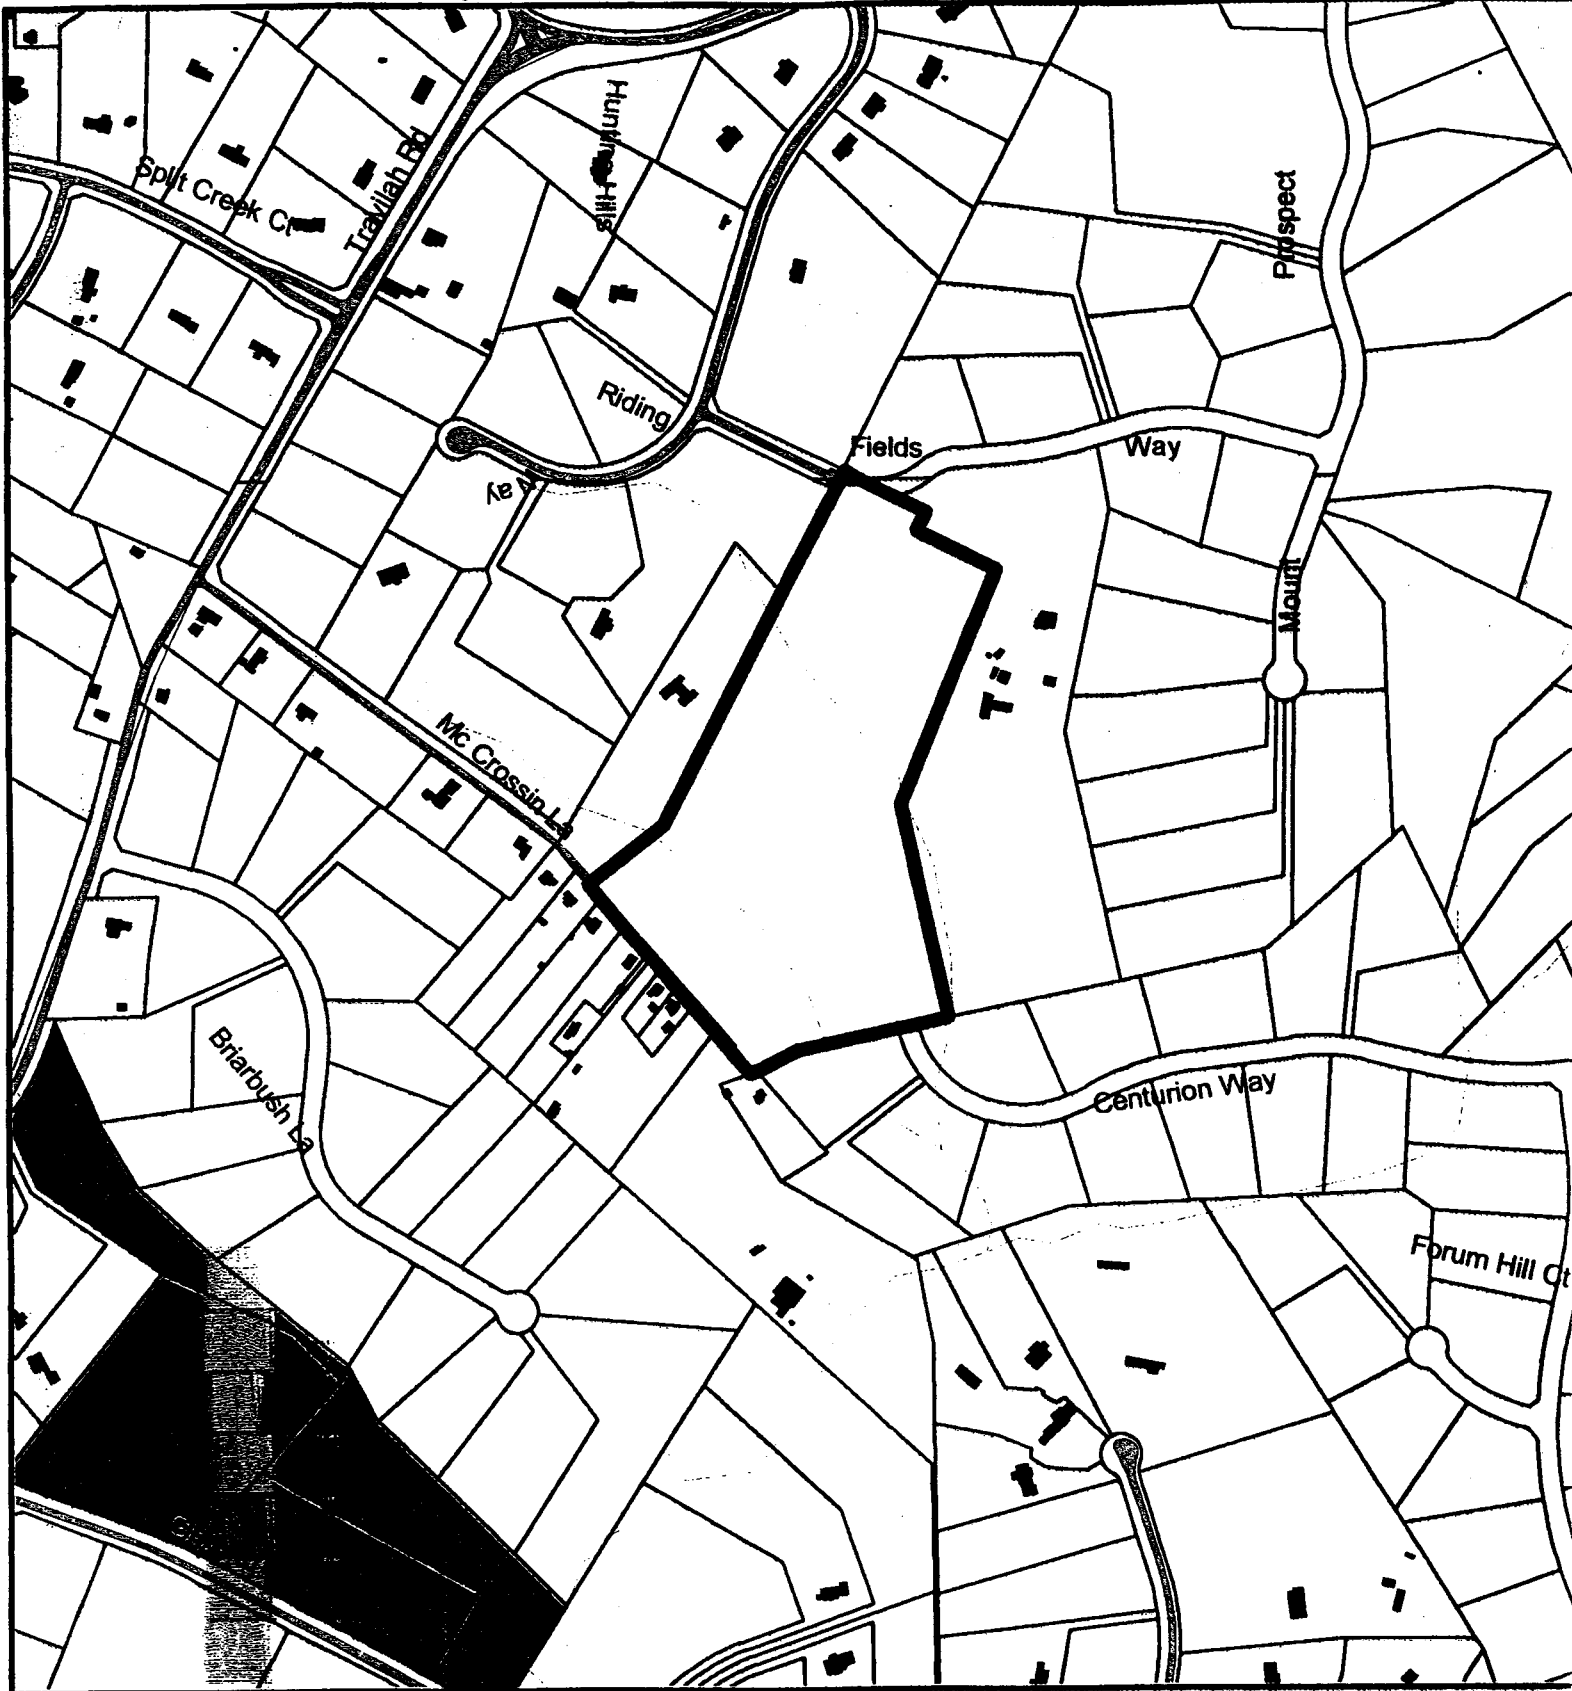 Hunting Hills
Split Creek Ct
Travilah Rd
Prospect
Riding
Fields
Way
Way
Mount
Mc Crossin La
Briarbush La
Centurion Way
Forum Hill Ct